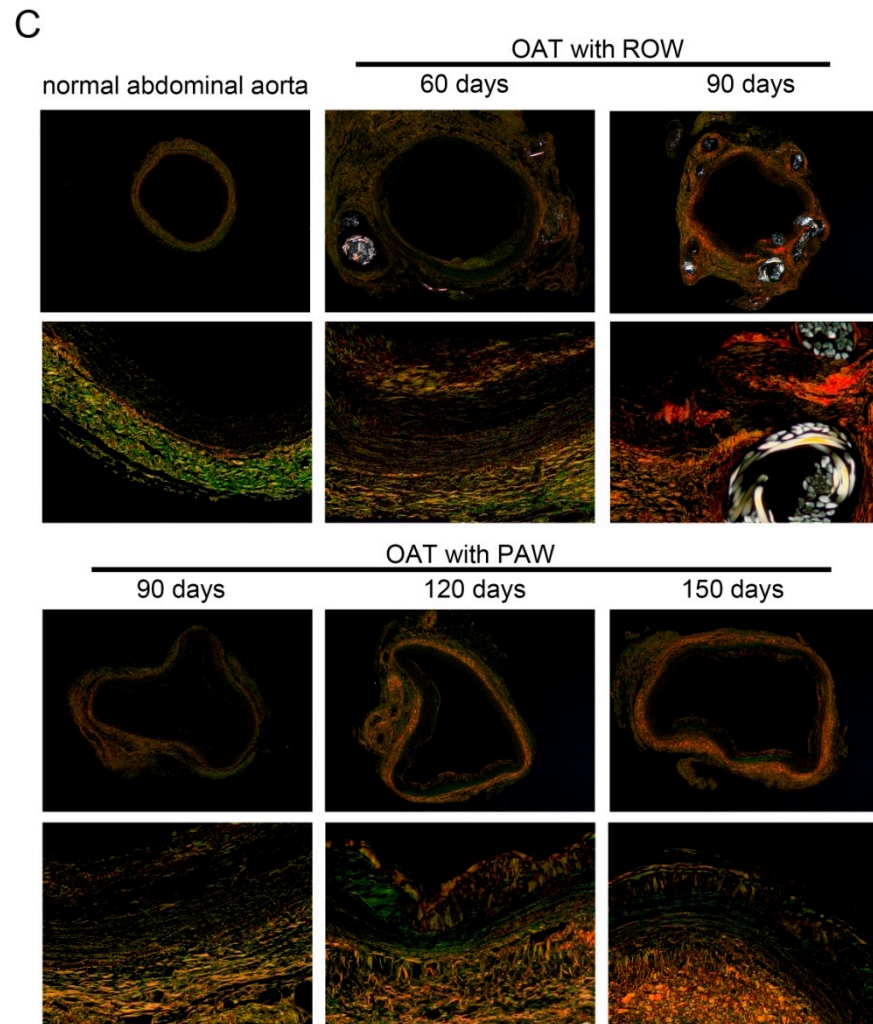 C
OAT with ROW
normal abdominal aorta
60 days
90 days
OAT with PAW
90 days
120 days
150 days